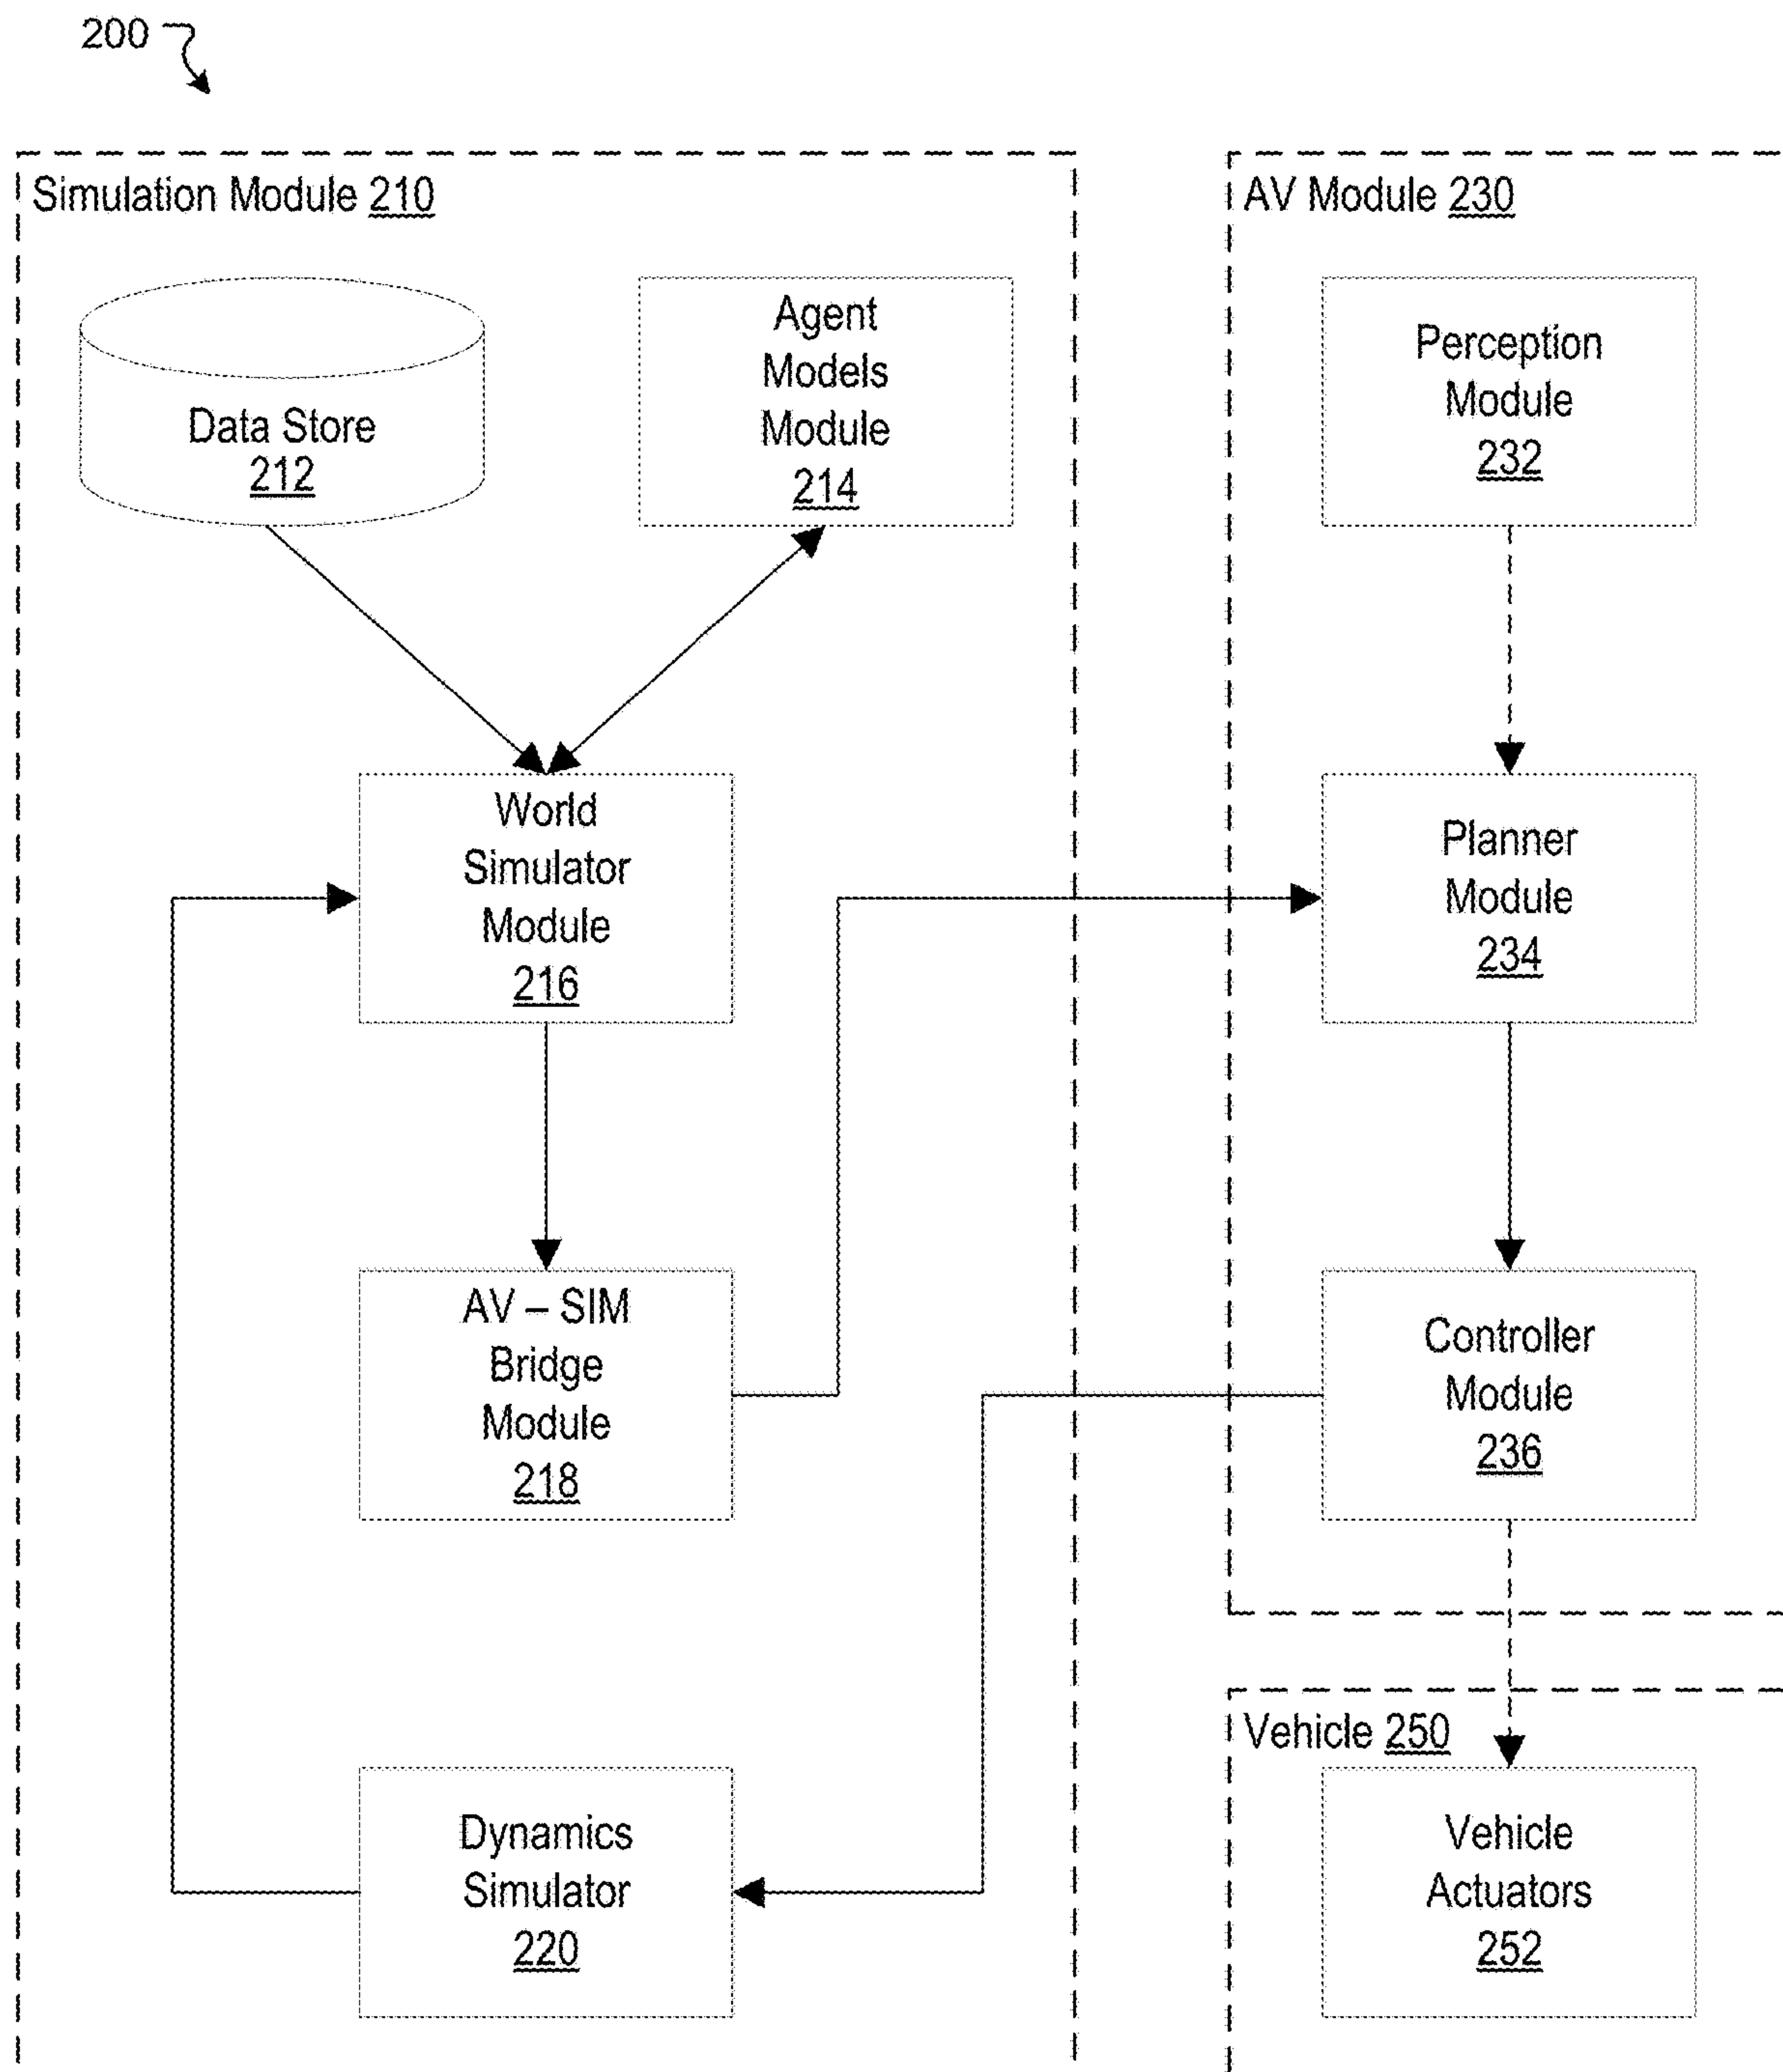 200
Simulation Module 210
Data Store
212
Agent
Models
Module
214
World
Simulator
Module
216
AV – SIM
Bridge
Module
218
Dynamics
Simulator
220
AV Module 230
Perception
Module
232
Planner
Module
234
Controller
Module
236
Vehicle 250
Vehicle
Actuators
252